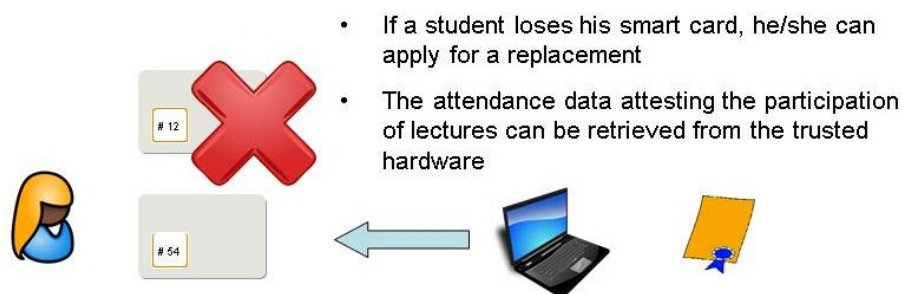 • If a student loses his smart card, he/she can
apply for a replacement
• The attendance data attesting the participation
of lectures can be retrieved from the trusted
hardware
# 12
# 54